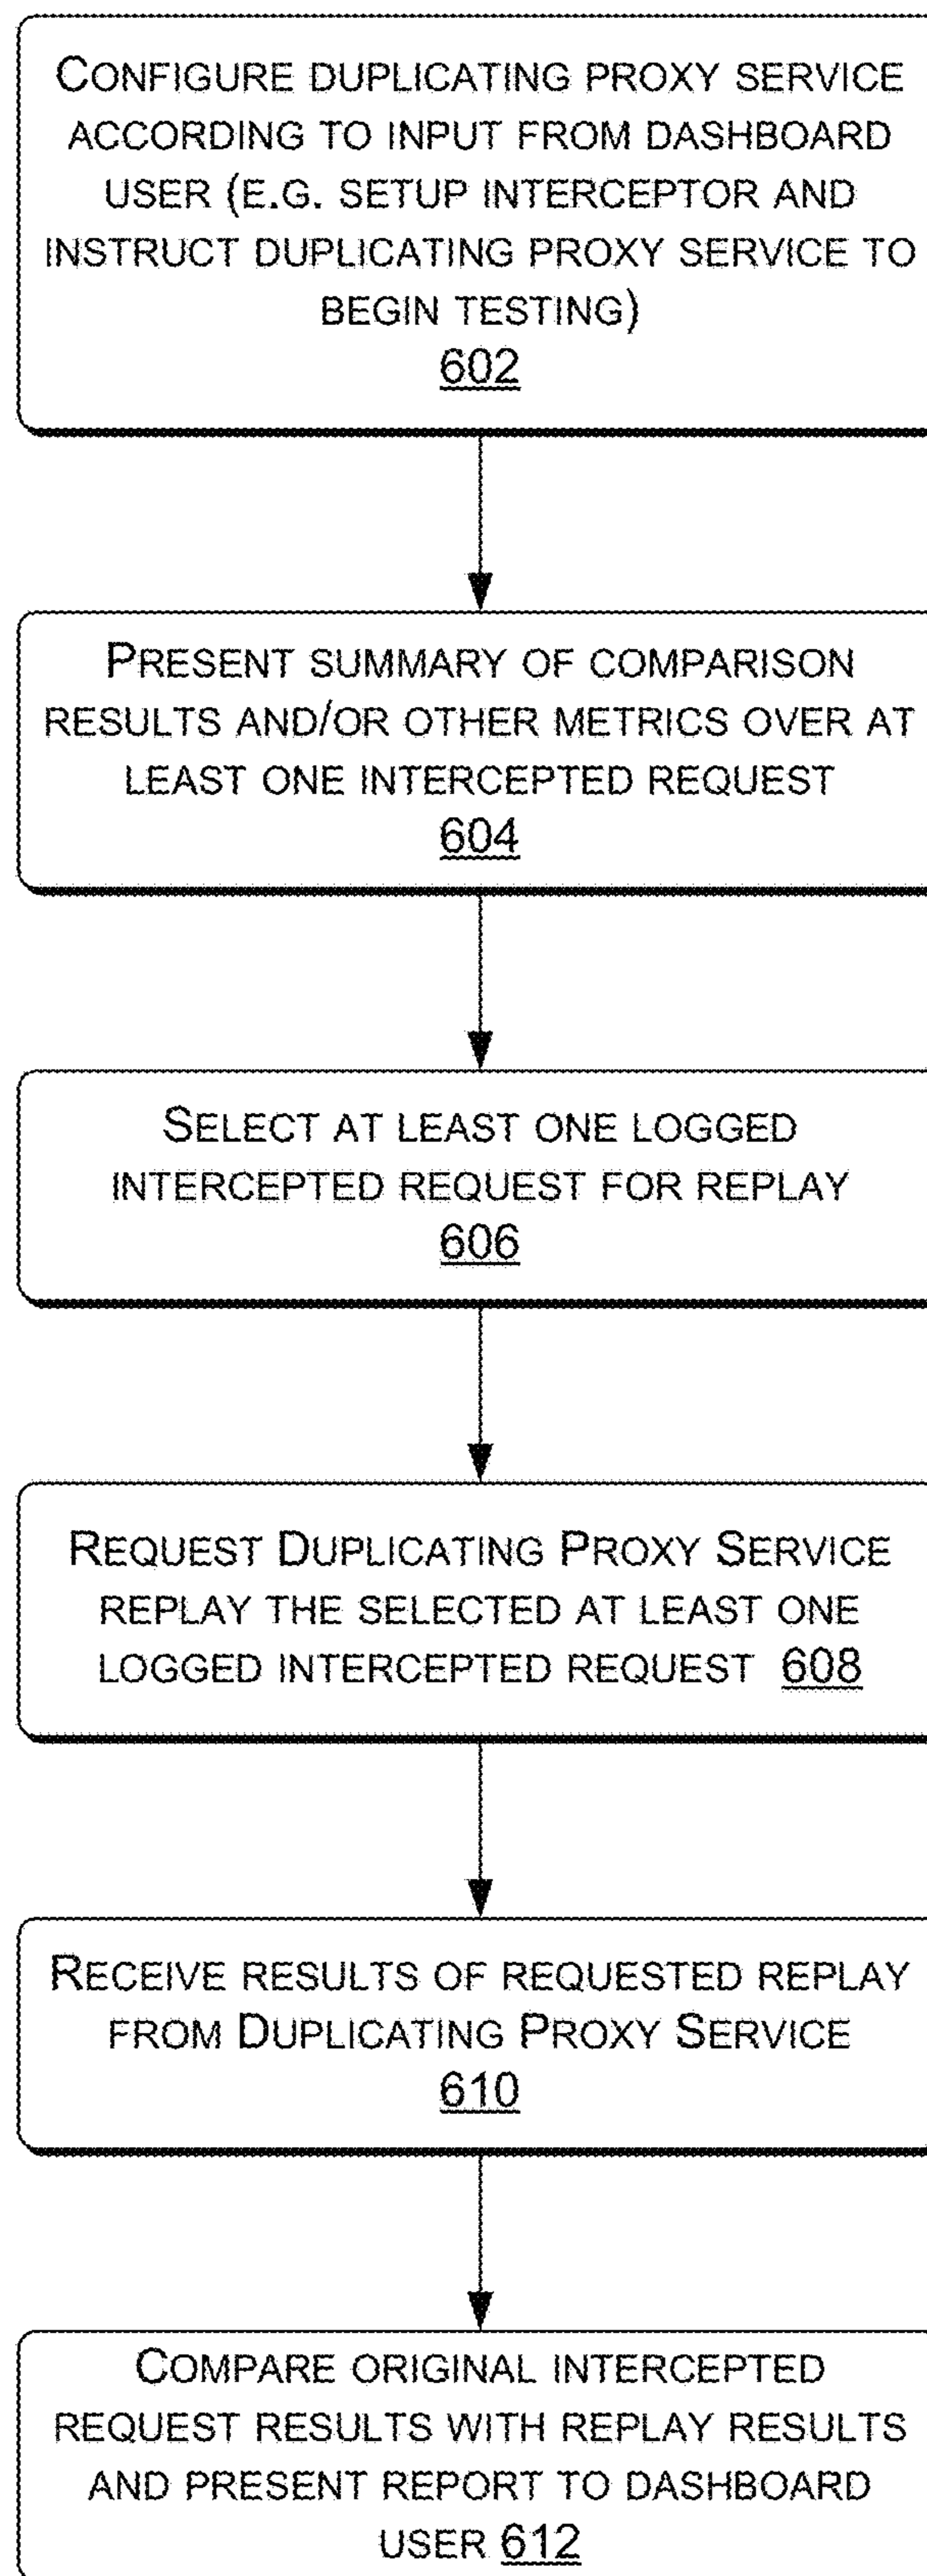 CONFIGURE DUPLICATING PROXY SERVICE
ACCORDING TO INPUT FROM DASHBOARD
USER (E.G. SETUP INTERCEPTOR AND
INSTRUCT DUPLICATING PROXY SERVICE TO
BEGIN TESTING)
602
PRESENT SUMMARY OF COMPARISON
RESULTS AND/OR OTHER METRICS OVER AT
LEAST ONE INTERCEPTED REQUEST
604
SELECT AT LEAST ONE LOGGED
INTERCEPTED REQUEST FOR REPLAY
606
REQUEST DUPLICATING PROXY SERVICE
REPLAY THE SELECTED AT LEAST ONE
LOGGED INTERCEPTED REQUEST 608
RECEIVE RESULTS OF REQUESTED REPLAY
FROM DUPLICATING PROXY SERVICE
610
COMPARE ORIGINAL INTERCEPTED
REQUEST RESULTS WITH REPLAY RESULTS
AND PRESENT REPORT TO DASHBOARD
USER 612